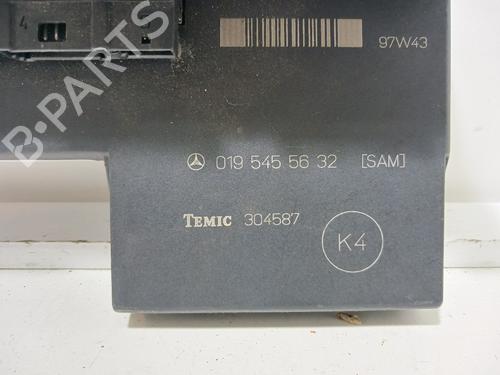 4
97W43
B-PARTS
019 545 56 32 [SAM]
TEMIC 304587
K4